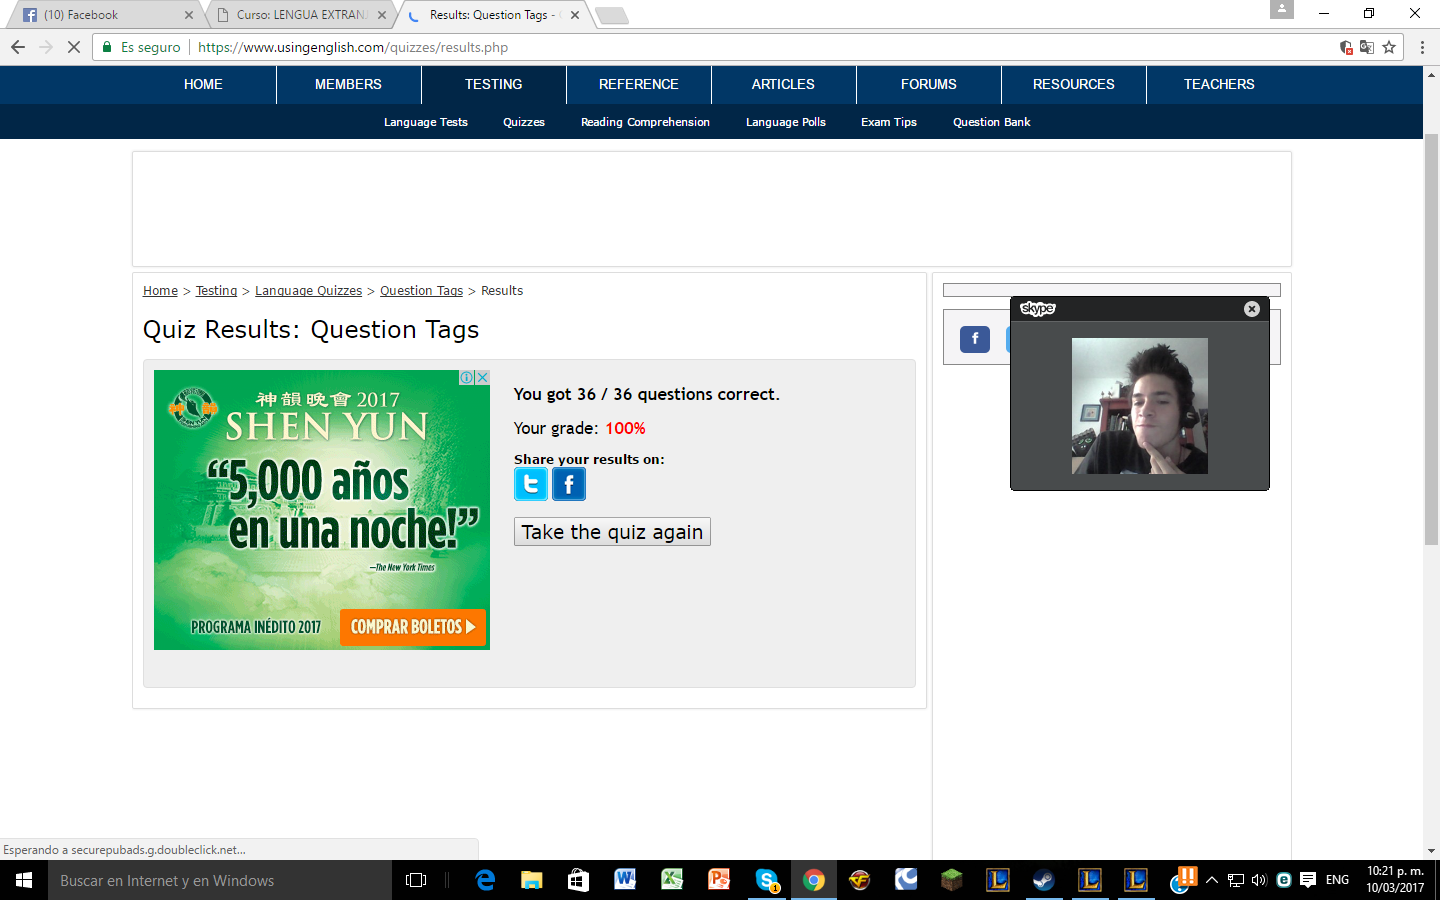 (10) Facebook
Curso: LENGUA EXTRANJ
Results: Question Tags -
Es seguro
https://www.usingenglish.com/quizzes/results.php
HOME
MEMBERS
TESTING
REFERENCE
ARTICLES
FORUMS
RESOURCES
TEACHERS
Language Tests
Quizzes
Reading Comprehension
Language Polls
Exam Tips
Question Bank
Home > Testing > Language Quizzes > Question Tags > Results
Quiz Results: Question Tags
神韻晚會 2017
SHEN YUN
“5,000 años
en una noche!”
—The New York Times
PROGRAMA INÉDITO 2017
COMPRAR BOLETOS
You got 36 / 36 questions correct.
Your grade: 100%
Share your results on:
Take the quiz again
skype
Esperando a securepubads.g.doubleclick.net...
Buscar en Internet y en Windows
1
ENG
10:21 p. m.
10/03/2017